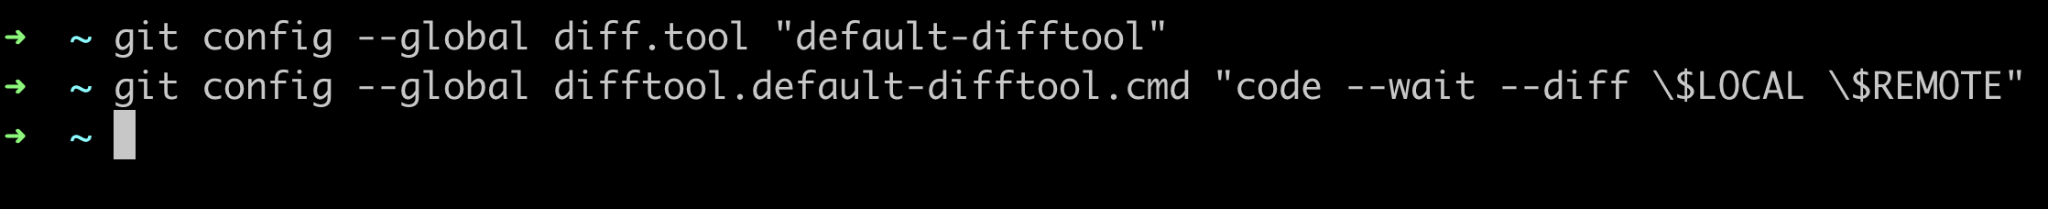 ➜  ~ git config --global diff.tool "default-difftool"
➜  ~ git config --global difftool.default-difftool.cmd "code --wait --diff \$LOCAL \$REMOTE"
➜  ~